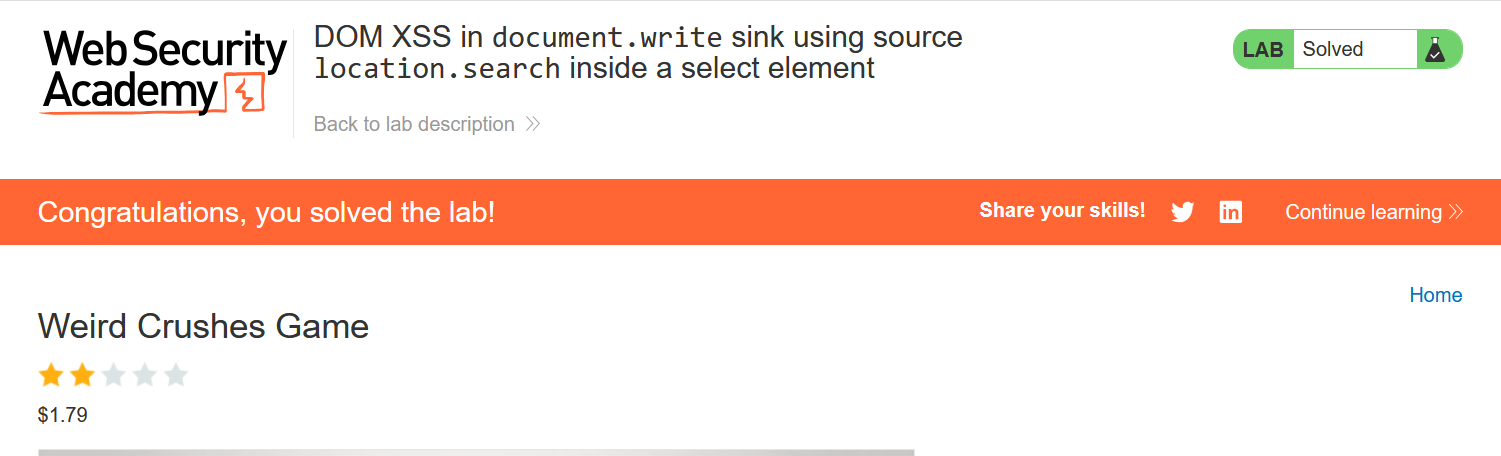 Web Security
Academy
DOM XSS in document.write sink using source
location.search inside a select element
Back to lab description
LAB Solved
Congratulations, you solved the lab!
Share your skills!
in
Continue learning
Home
Weird Crushes Game
$1.79